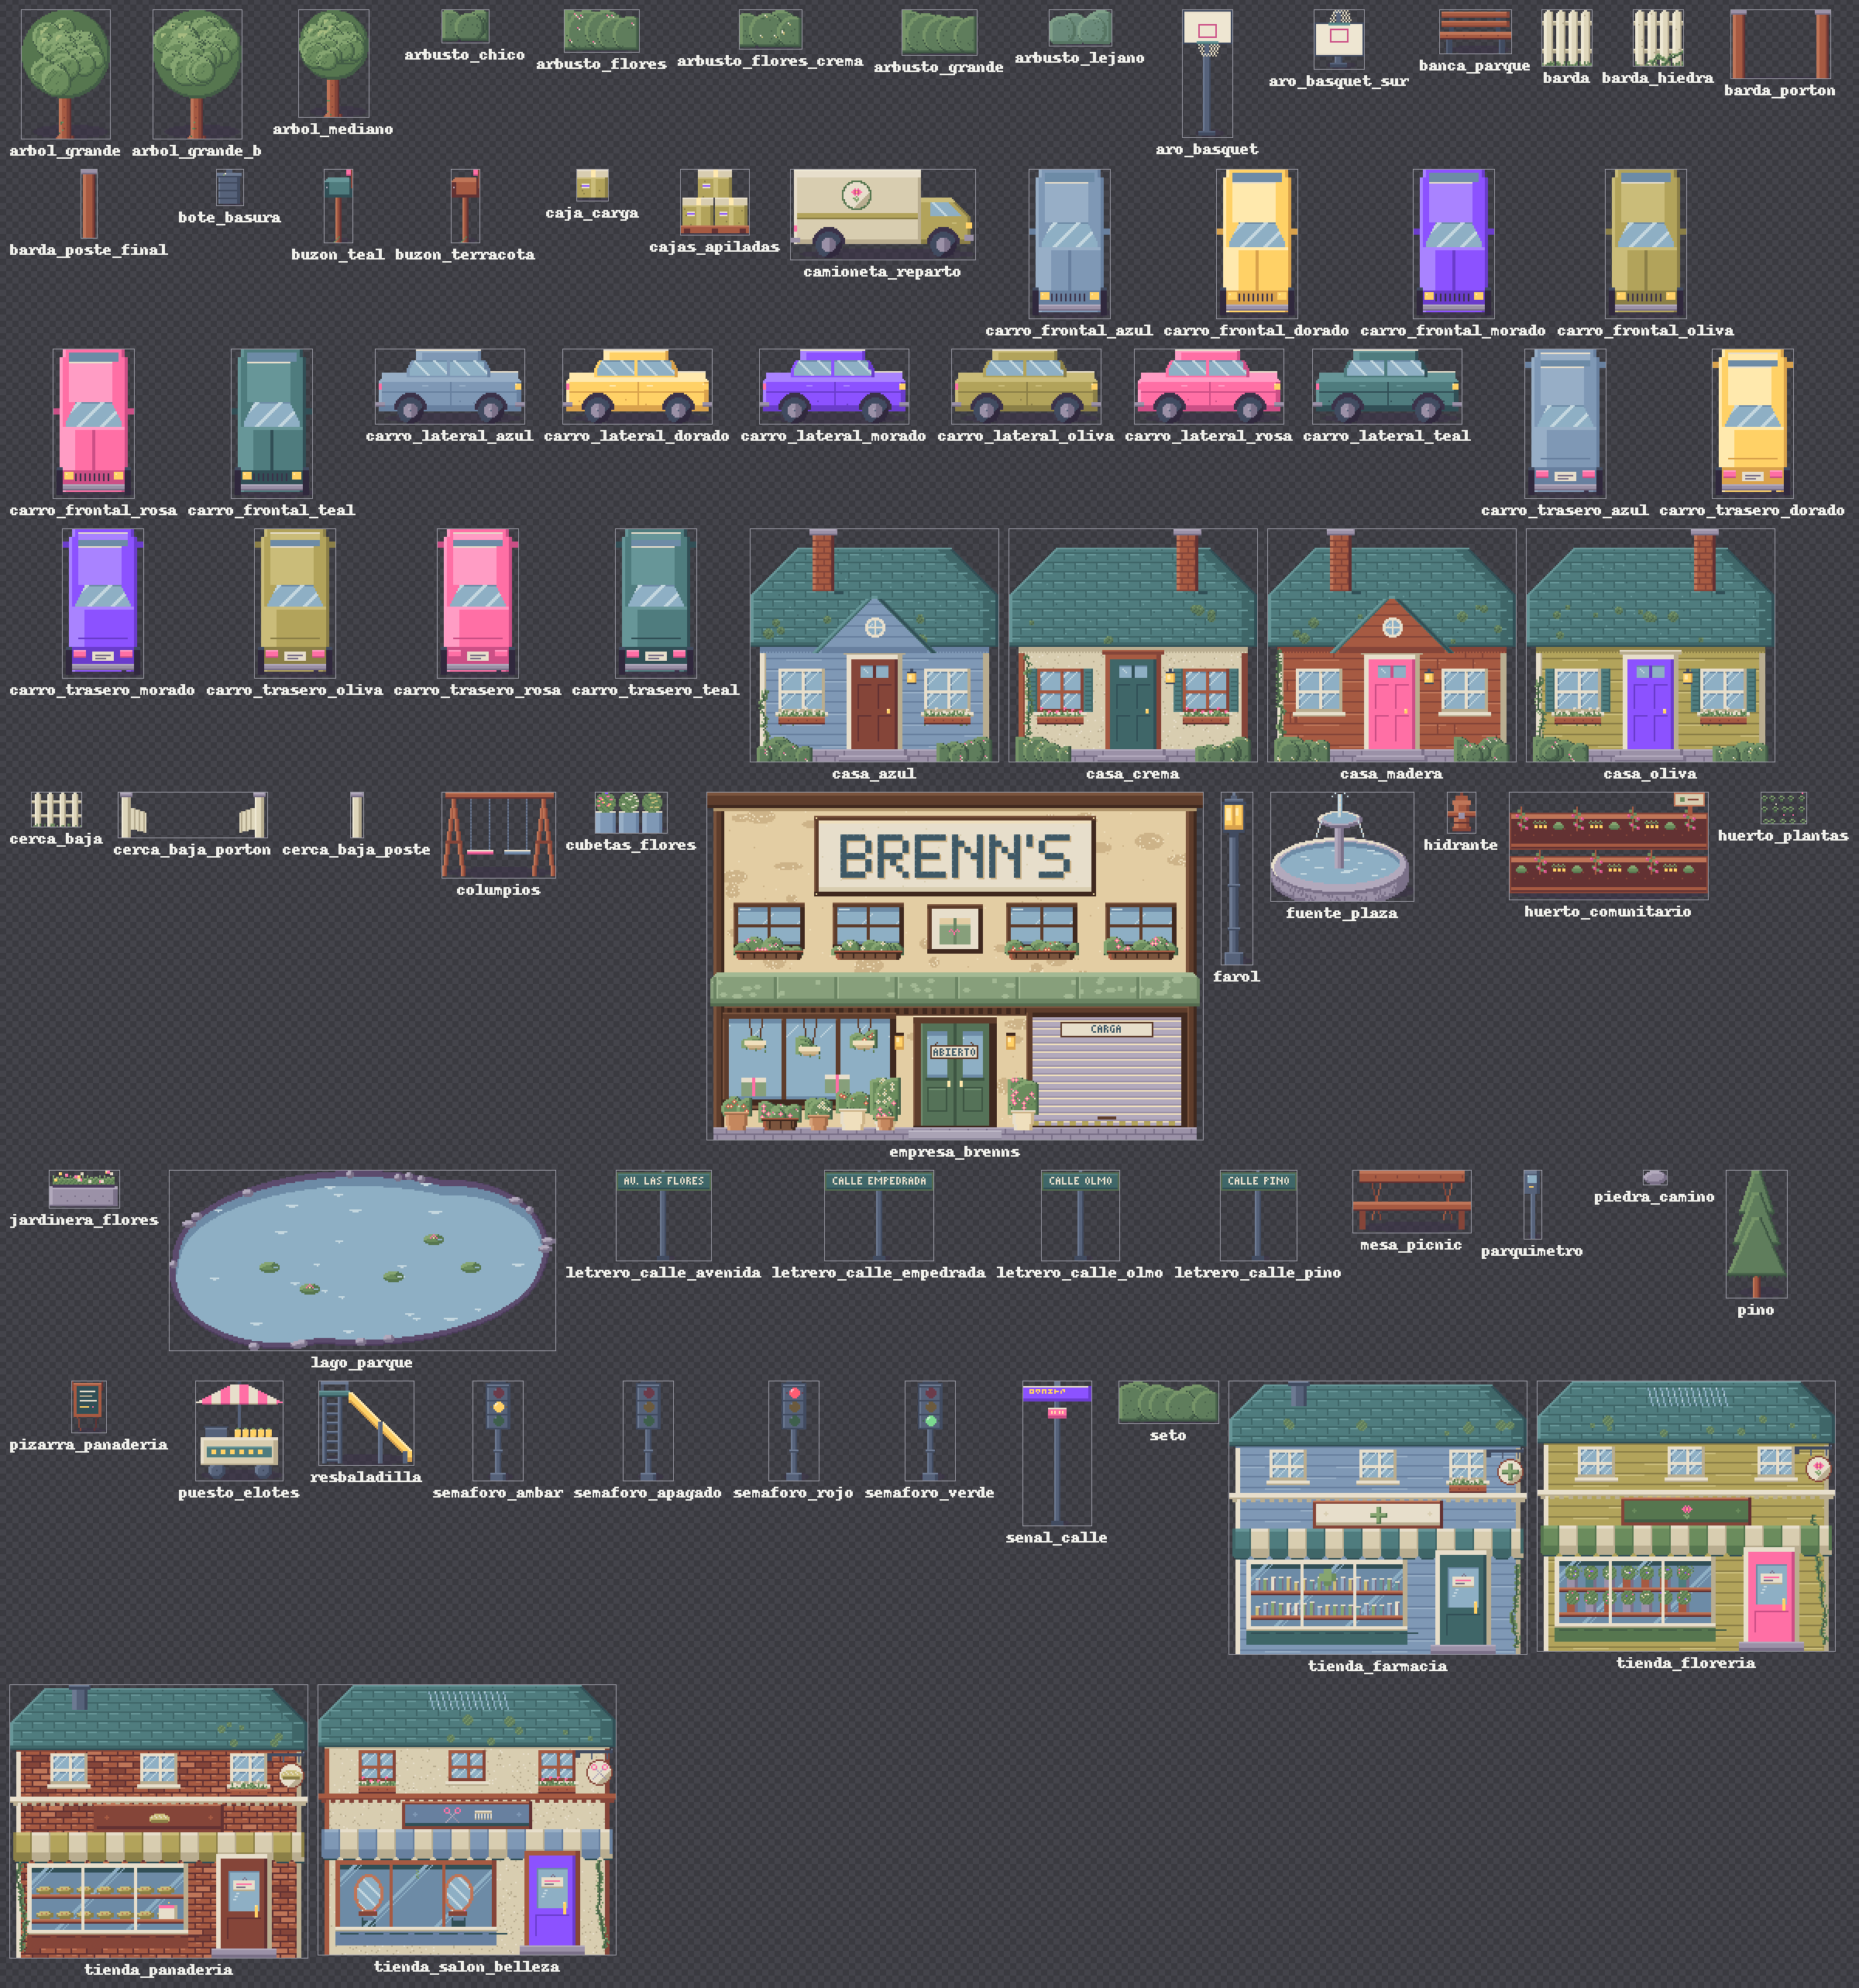 arbol_grande
arbol_grande_b
arbol_mediano
arbusto_chico
arbusto_flores
arbusto_flores_crema
arbusto_grande
arbusto_lejano
aro_basquet
aro_basquet_sur
banca_parque
barda
barda_hiedra
barda_porton
barda_poste_final
bote_basura
buzon_teal
buzon_terracota
caja_carga
cajas_apiladas
camioneta_reparto
carro_frontal_azul
carro_frontal_dorado
carro_frontal_morado
carro_frontal_oliva
carro_frontal_rosa
carro_frontal_teal
carro_lateral_azul
carro_lateral_dorado
carro_lateral_morado
carro_lateral_oliva
carro_lateral_rosa
carro_lateral_teal
carro_trasero_azul
carro_trasero_dorado
carro_trasero_morado
carro_trasero_oliva
carro_trasero_rosa
carro_trasero_teal
casa_azul
casa_crema
casa_madera
casa_oliva
cerca_baja
cerca_baja_porton
cerca_baja_poste
columpios
cubetas_flores
BRENN'S
CARGA
ABIERTO
empresa_brenns
farol
fuente_plaza
hidrante
huerto_comunitario
huerto_plantas
jardinera_flores
lago_parque
AV. LAS FLORES
letrero_calle_avenida
CALLE EMPEDRADA
letrero_calle_empedrada
CALLE OLMO
letrero_calle_olmo
CALLE PINO
letrero_calle_pino
mesa_picnic
parquimetro
piedra_camino
pino
pizarra_panaderia
puesto_elotes
resbaladilla
semaforo_ambar
semaforo_apagado
semaforo_rojo
semaforo_verde
senal_calle
seto
tienda_farmacia
tienda_floreria
tienda_panaderia
tienda_salon_belleza